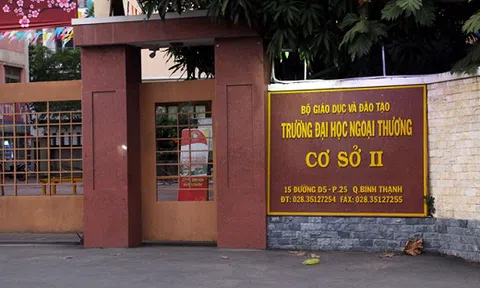 BỘ GIÁO DỤC VÀ ĐÀO TẠO
TRƯỜNG ĐẠI HỌC NGOẠI THƯƠNG
CƠ SỞ II
15 ĐƯỜNG D5 - P.25 Q.BÌNH THẠNH
ĐT: 028.35127254 FAX: 028.35127255